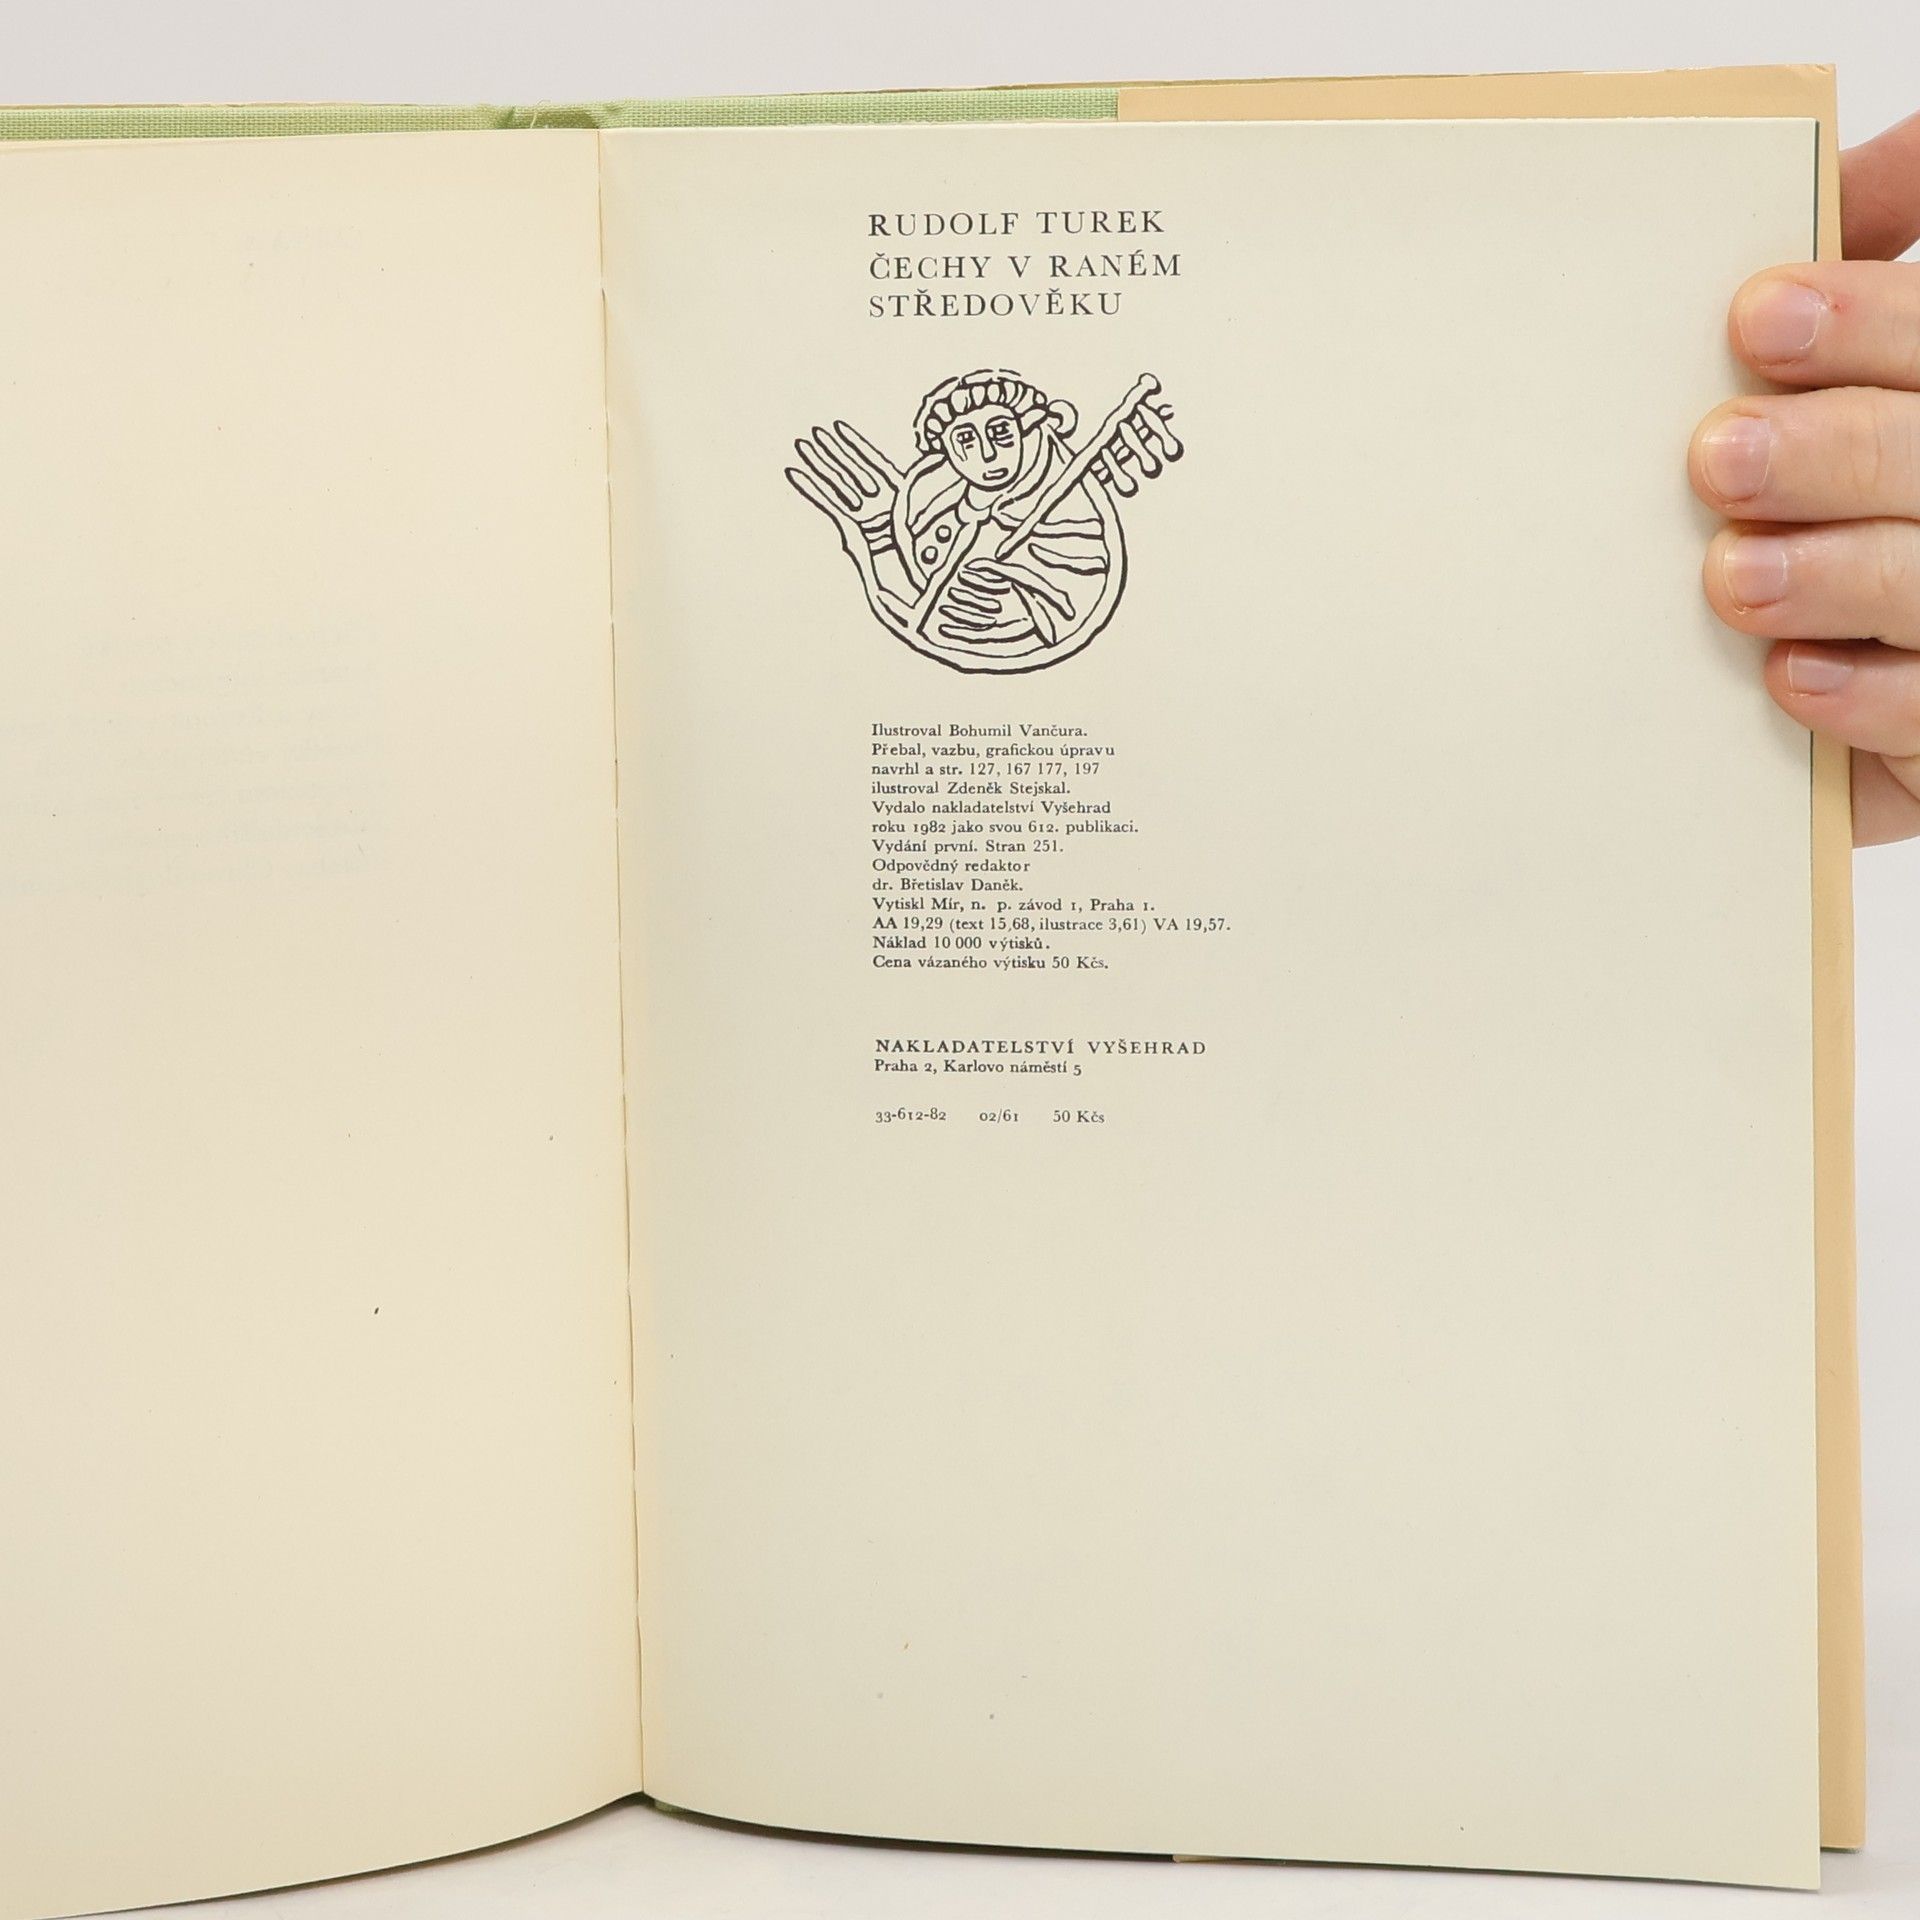 RUDOLF TUREK
ČECHY V RANÉM
STŘEDOVĚKU
Ilustroval Bohumil Vančura.
Přebal, vazbu, grafickou úpravu
navrhl a str. 127, 167 177, 197
ilustroval Zdeněk Stejskal.
Vydalo nakladatelství Vyšehrad
roku 1982 jako svou 612. publikaci.
Vydání první. Stran 251.
Odpovědný redaktor
dr. Břetislav Daněk.
Vytiskl Mír, n. p. závod 1, Praha 1.
AA 19,29 (text 15,68, ilustrace 3,61) VA 19,57.
Náklad 10 000 výtisků.
Cena vázaného výtisku 50 Kčs.
NAKLADATELSTVÍ VYŠEHRAD
Praha 2, Karlovo náměstí 5
33-612-82 02/61 50 Kčs